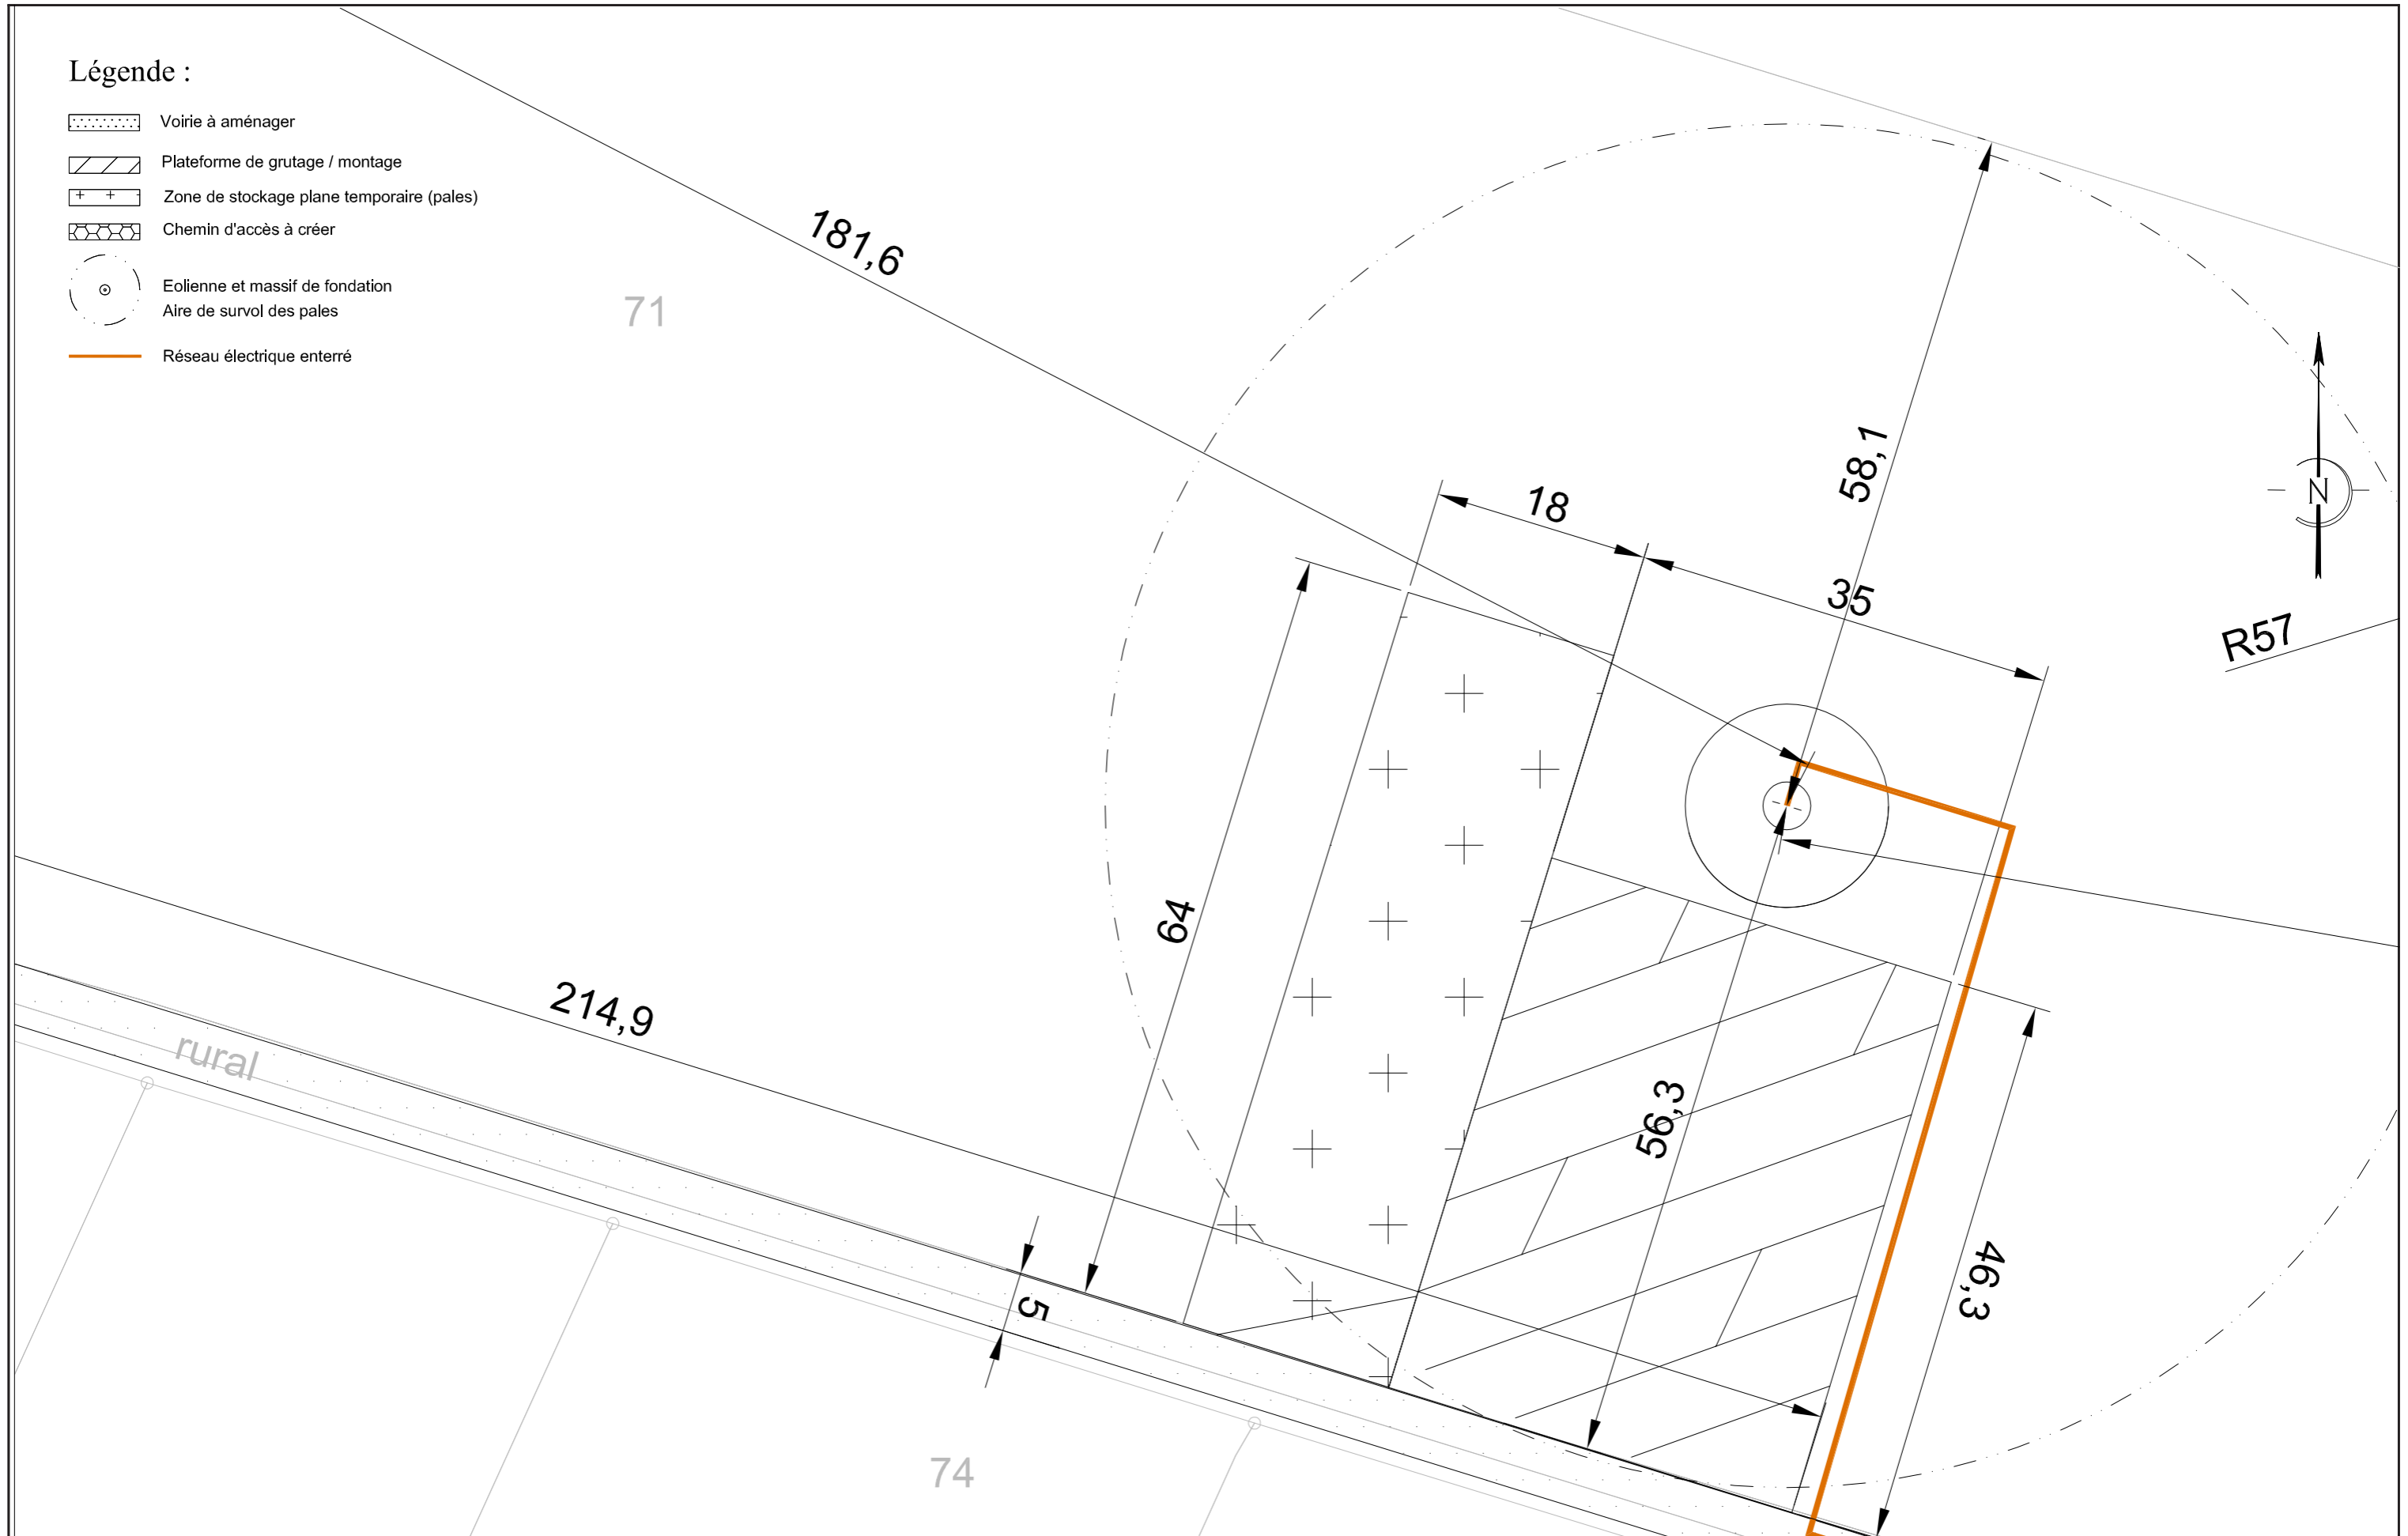 Légende :
Voirie à aménager
Plateforme de grutage / montage
Zone de stockage plane temporaire (pales)
Chemin d'accès à créer
Eolienne et massif de fondation
Aire de survol des pales
Réseau électrique enterré
181,6
71
58,1
18
35
N
R57
64
214,9
rural
56,3
46,3
5
74